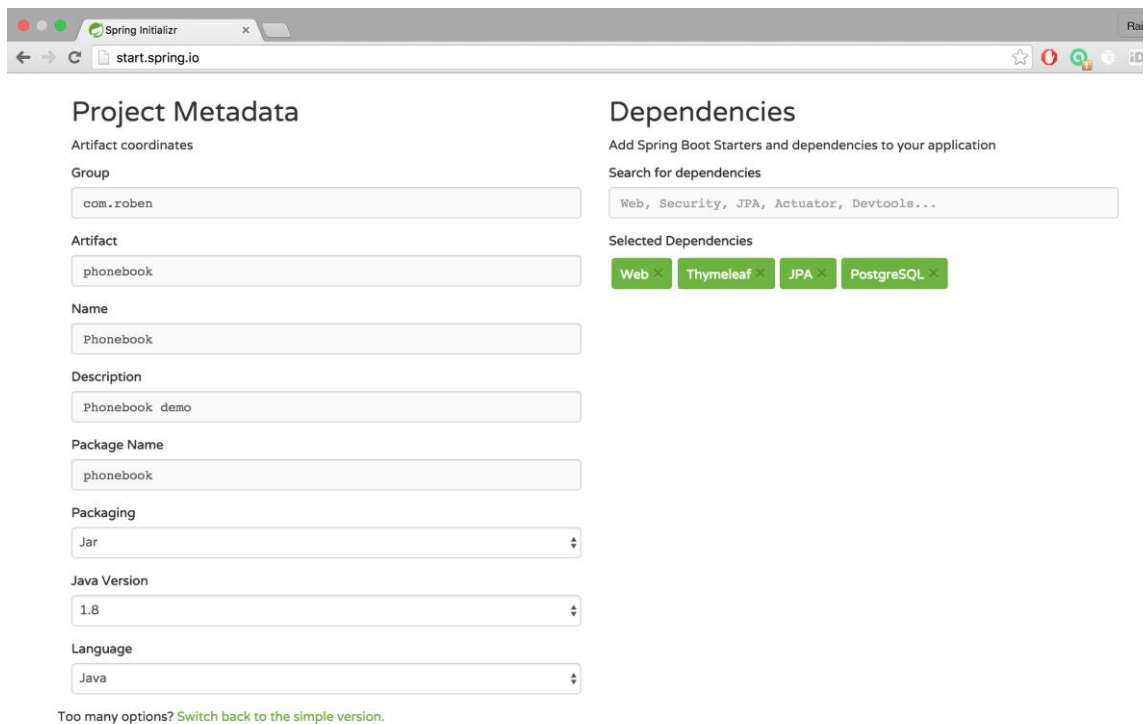 Spring Initializr
Rai
start.spring.io
Project Metadata
Artifact coordinates
Group
com.roben
Artifact
phonebook
Name
Phonebook
Description
Phonebook demo
Package Name
phonebook
Packaging
Jar
Java Version
1.8
Language
Java
Too many options? Switch back to the simple version.
Dependencies
Add Spring Boot Starters and dependencies to your application
Search for dependencies
Web, Security, JPA, Actuator, Devtools...
Selected Dependencies
Web × Thymeleaf × JPA × PostgreSQL ×